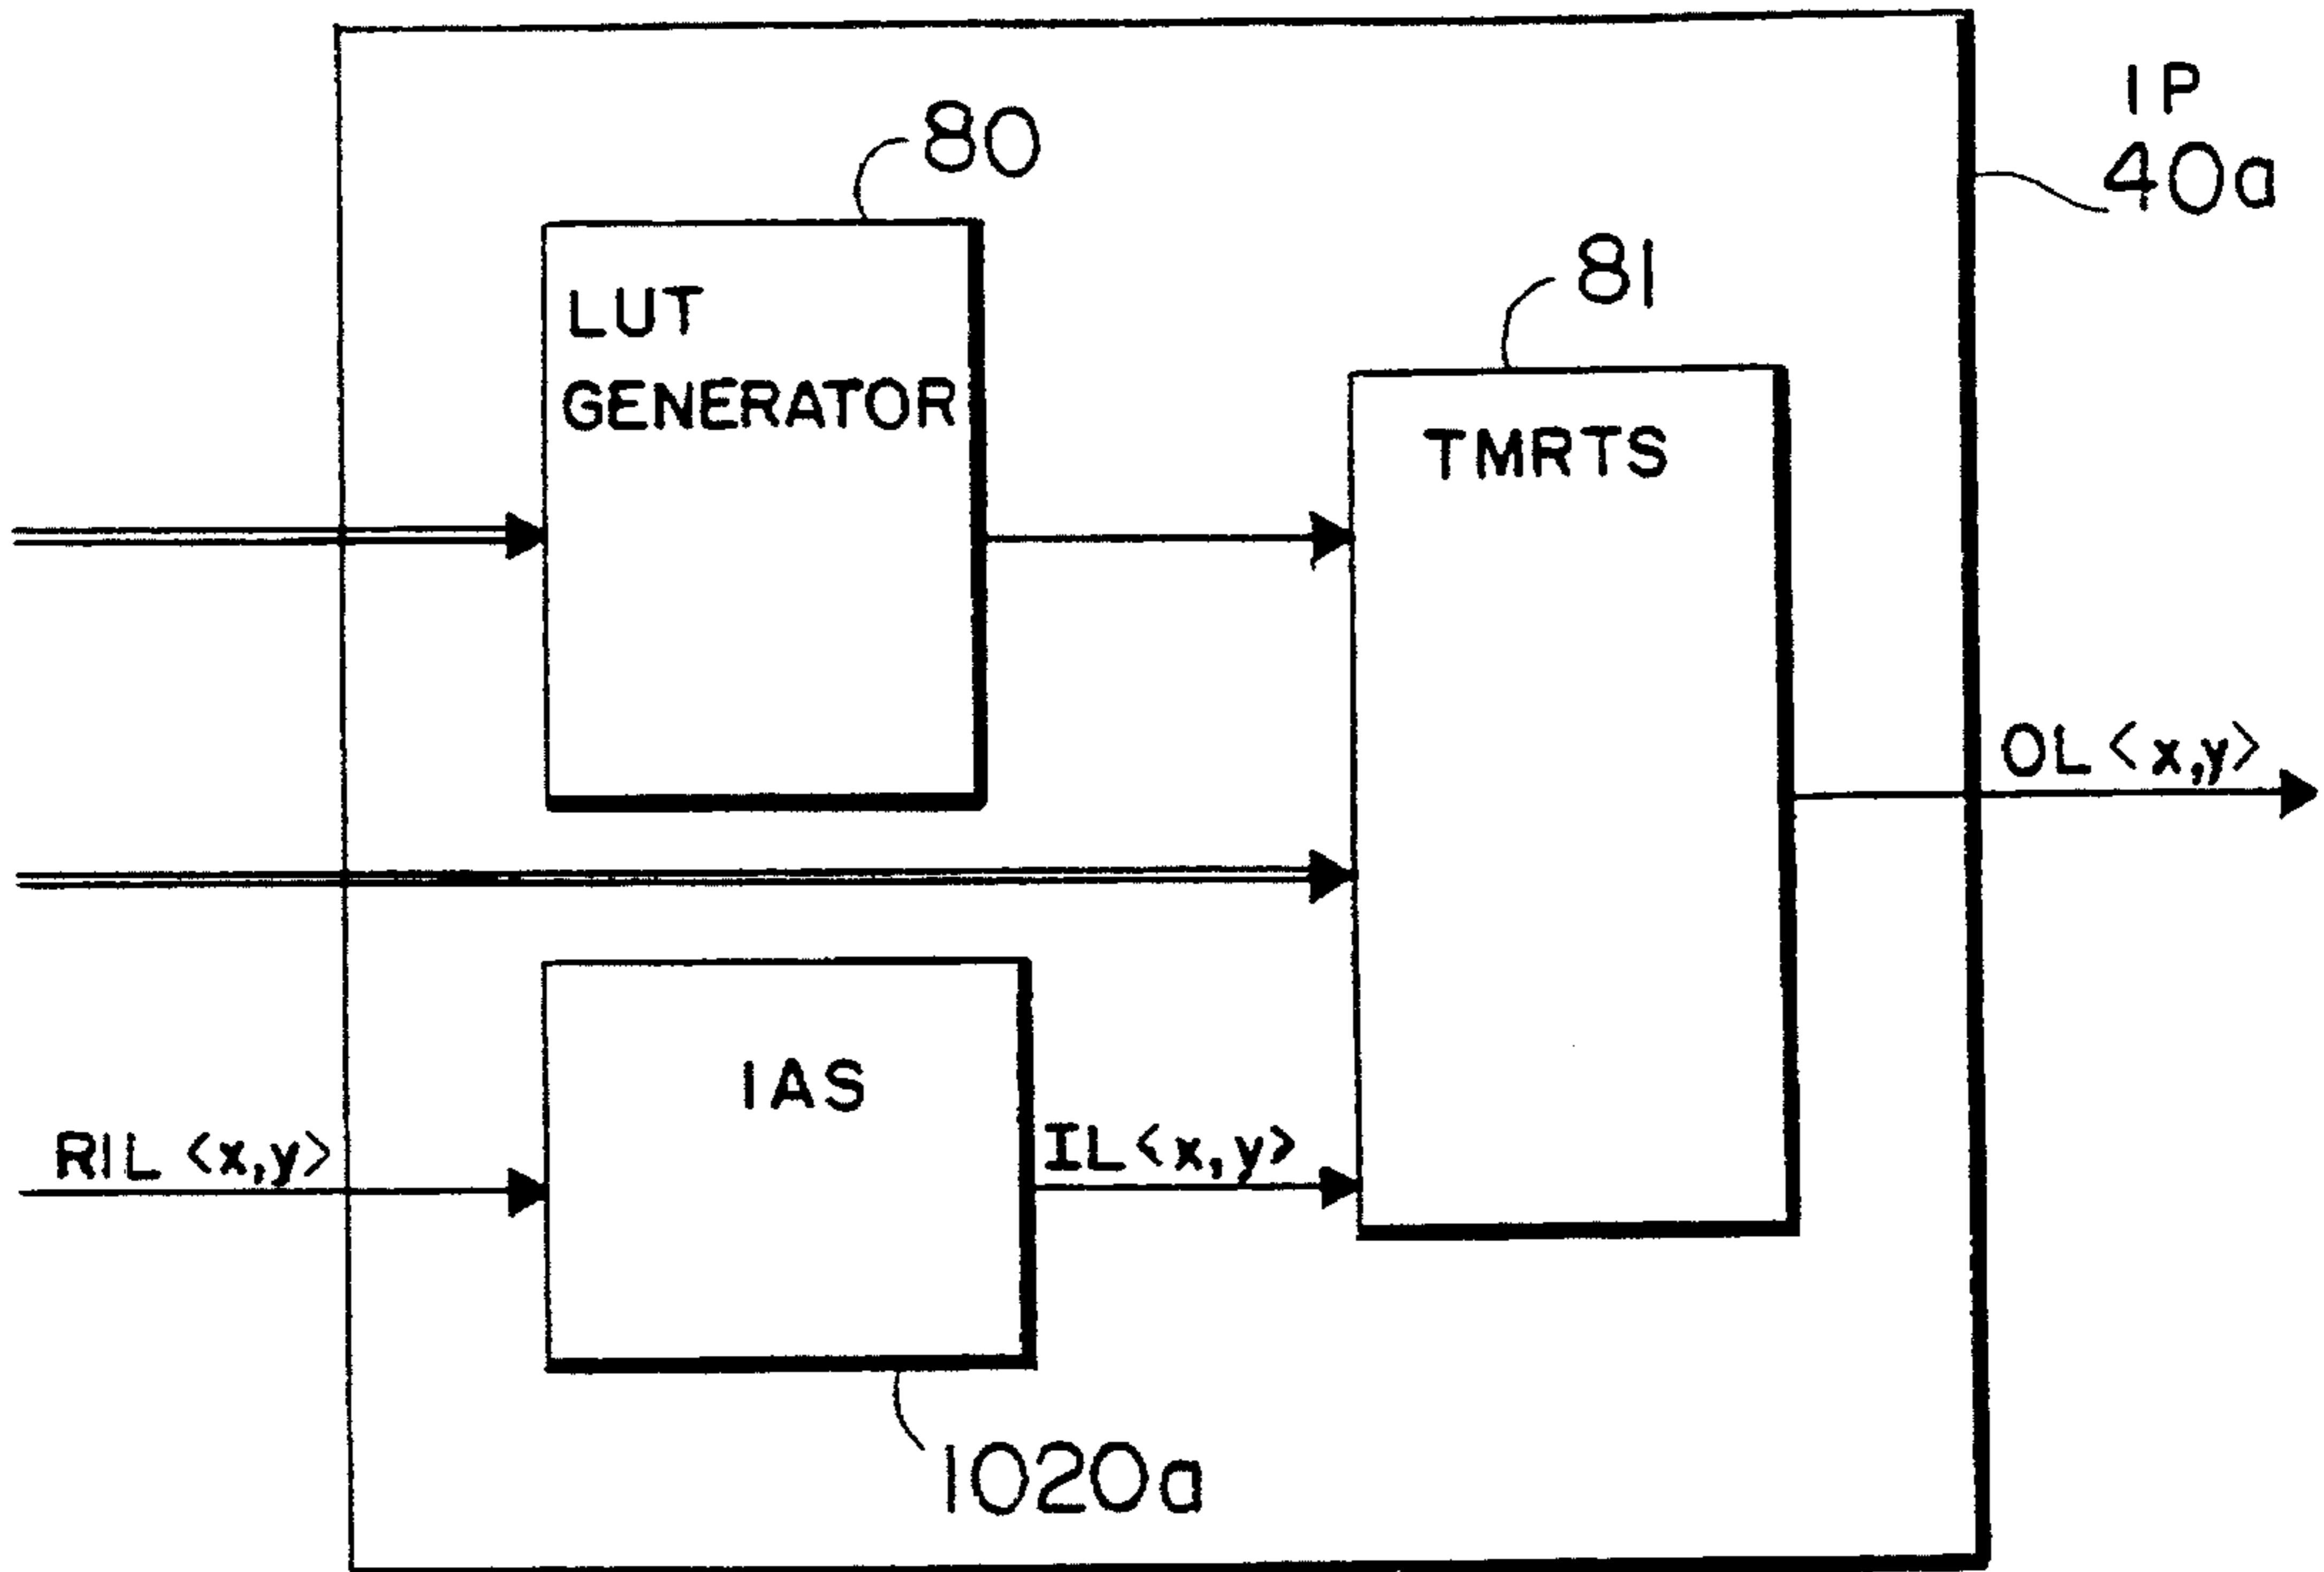 IP
40a
80
LUT
GENERATOR
81
TMRTS
OL<x,y>
IAS
RIL<x,y>
IL<x,y>
1020a